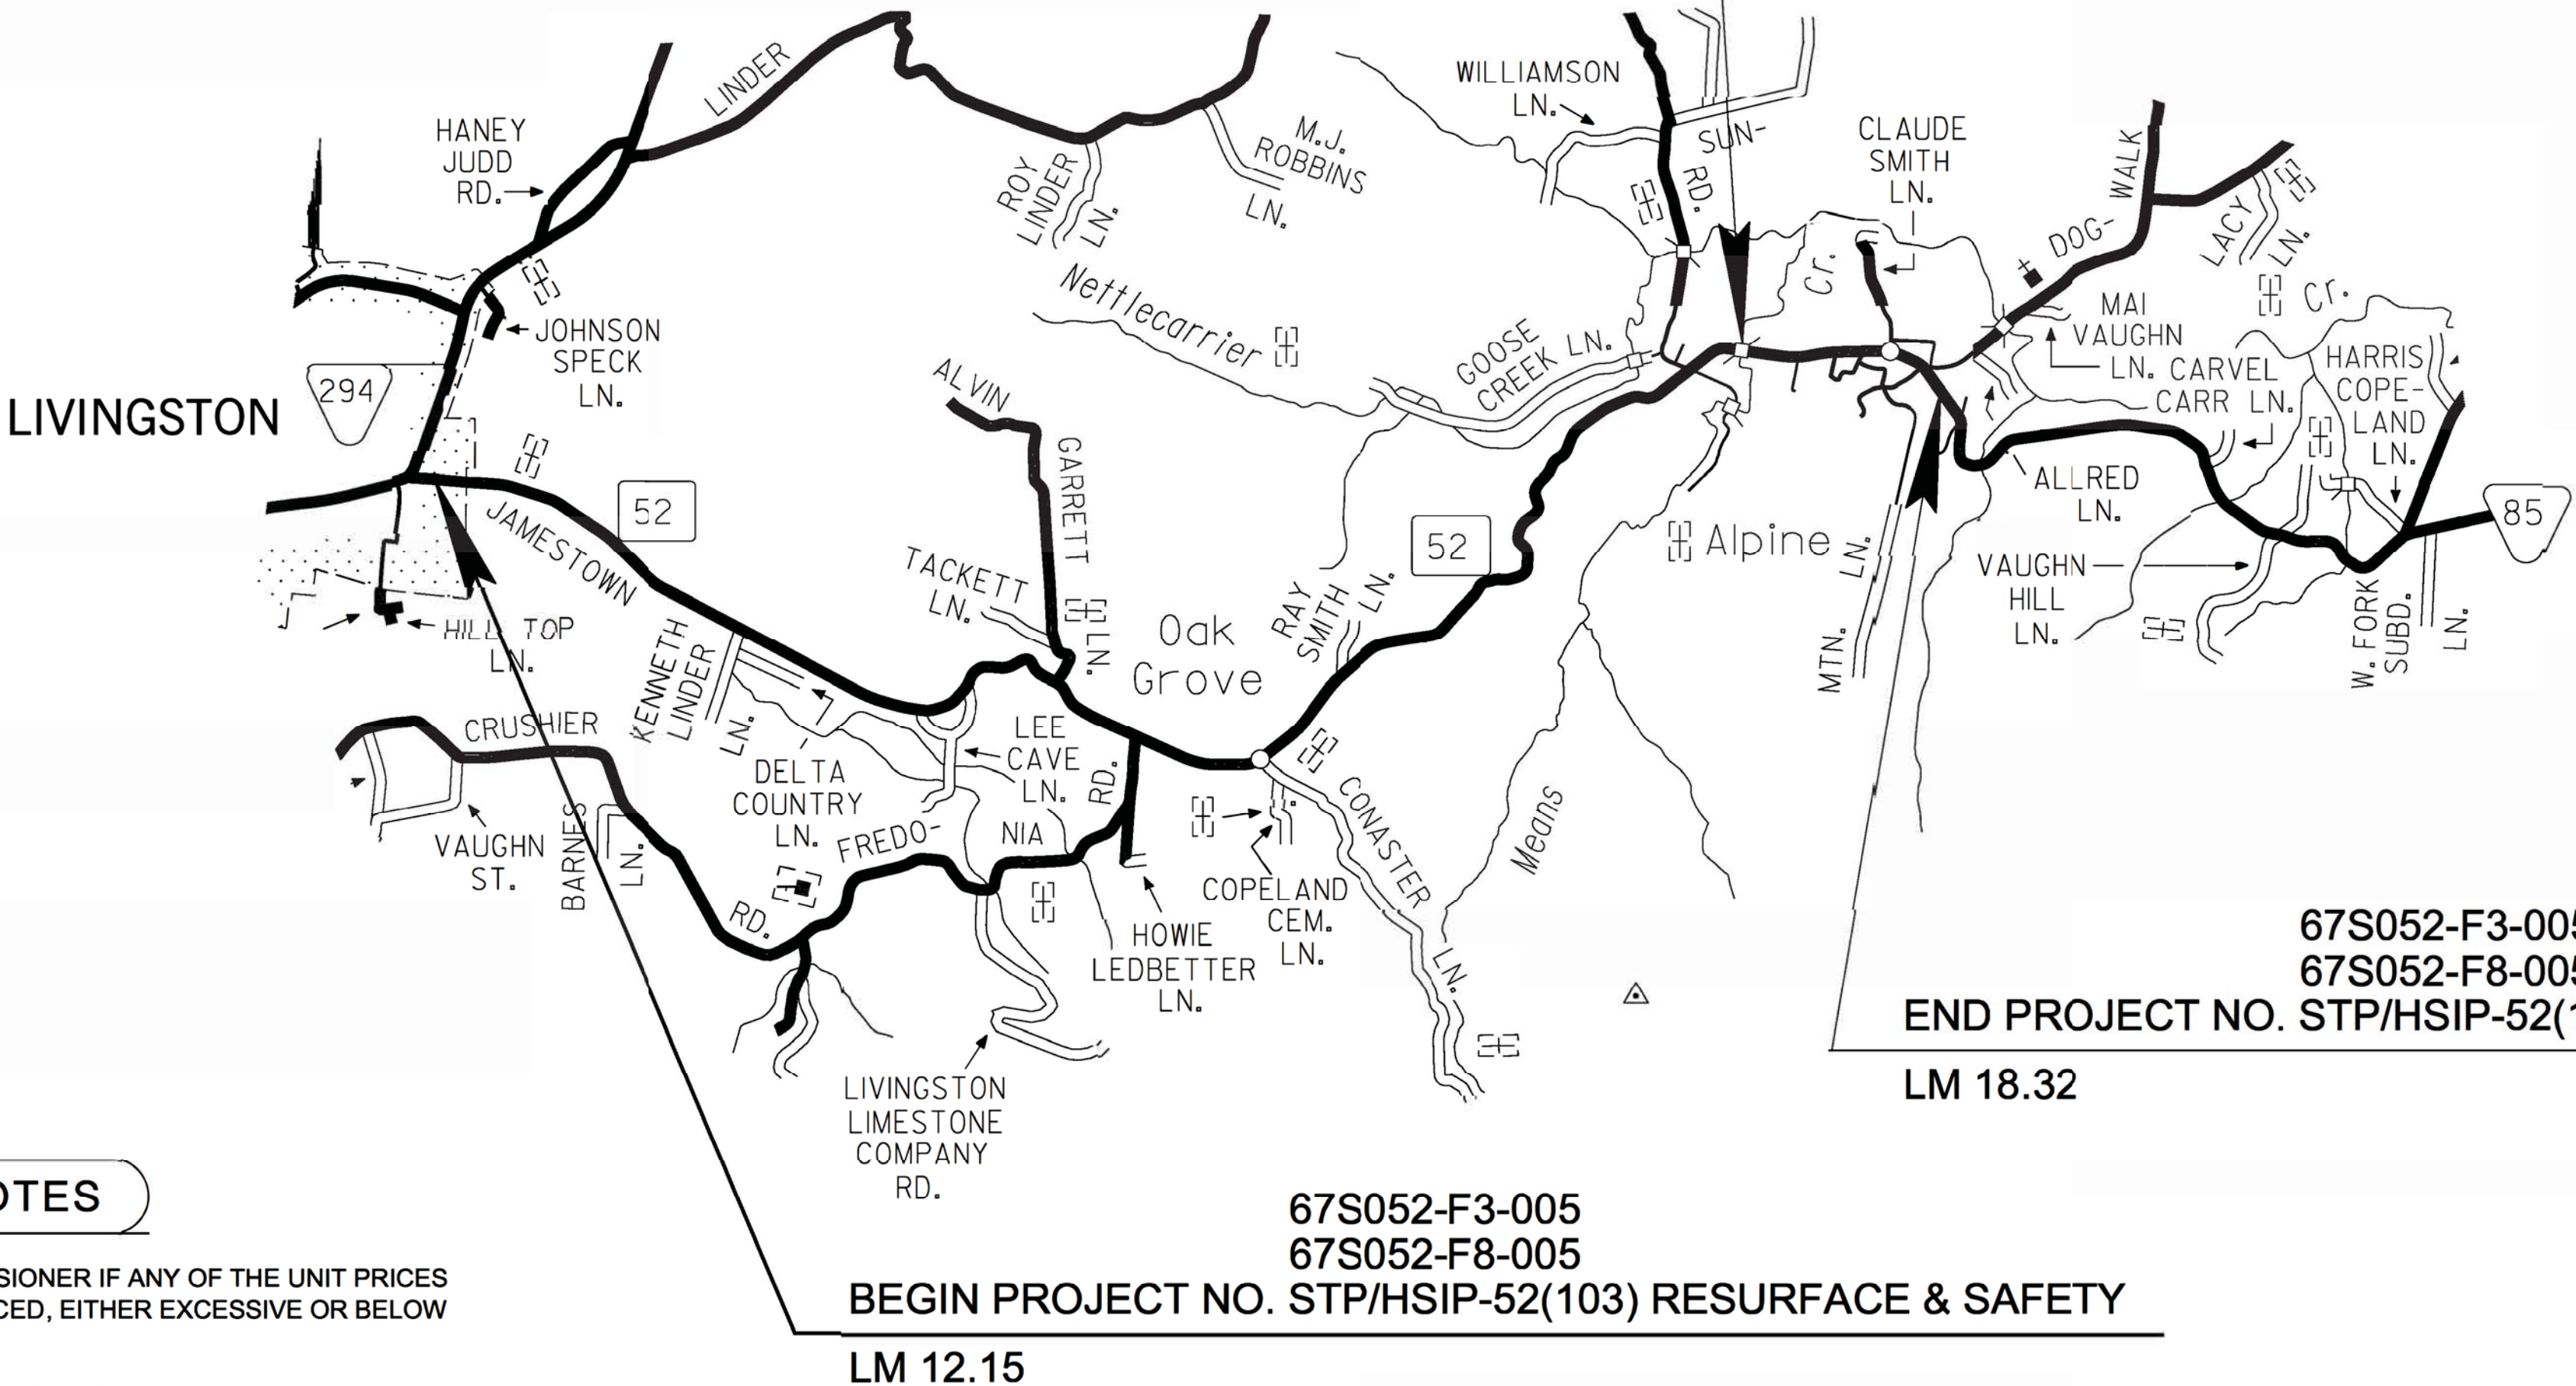 LINDER
HANEY
JUDD
RD.
WILLIAMSON
LN.
SUN-
RD.
M.J.
ROBBINS
LN.
ROY
LINDER
LN.
CLAUDE
SMITH
LN.
DOG-
WALK
LACY
LN.
JOHNSON
SPECK
LN.
294
LIVINGSTON
Nettlecarrier
Cr.
GOOSE
CREEK LN.
MAI
VAUGHN
LN.
Cr.
CARVEL
CARR LN.
HARRIS
COPE-
LAND
LN.
ALVIN
GARRETT
LN.
52
JAMESTOWN
HILL TOP
LN.
TACKETT
LN.
KENNETH
LINDER
LN.
Oak
Grove
RAY
SMITH
LN.
52
Alpine
MTN.
LN.
ALLRED
LN.
VAUGHN
HILL
LN.
85
W. FORK
SUBD.
LN.
CRUSHIER
RD.
VAUGHN
ST.
BARNES
LN.
DELTA
COUNTRY
LN.
LEE
CAVE
LN.
FREDO-
NIA
RD.
HOWIE
LEDBETTER
LN.
COPELAND
CEM.
LN.
CONASTER
LN.
Means
LIVINGSTON
LIMESTONE
COMPANY
RD.
67S052-F3-005
67S052-F8-005
END PROJECT NO. STP/HSIP-52(1
LM 18.32
67S052-F3-005
67S052-F8-005
BEGIN PROJECT NO. STP/HSIP-52(103) RESURFACE & SAFETY
LM 12.15
OTES
SIONER IF ANY OF THE UNIT PRICES
CED, EITHER EXCESSIVE OR BELOW